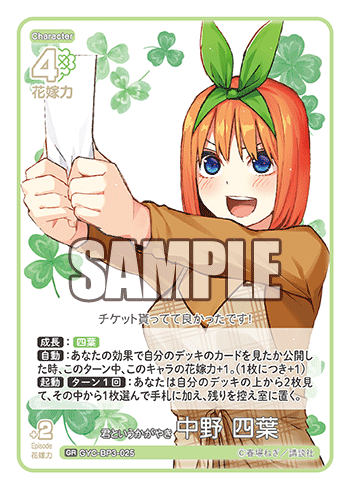 Character
4
花嫁力
SAMPLE
チケット貰ってて良かったです!
成長：四葉
自動：あなたの効果で自分のデッキのカードを見たか公開し
た時、このターン中、このキャラの花嫁力+1。(1枚につき+1)
起動 ターン1回：あなたは自分のデッキの上から2枚見
て、その中から1枚選んで手札に加え、残りを控え室に置く。
+2
Episode
花嫁力
君というかがやき 中野 四葉
GR GYC-BP3-025
©春場ねぎ／講談社